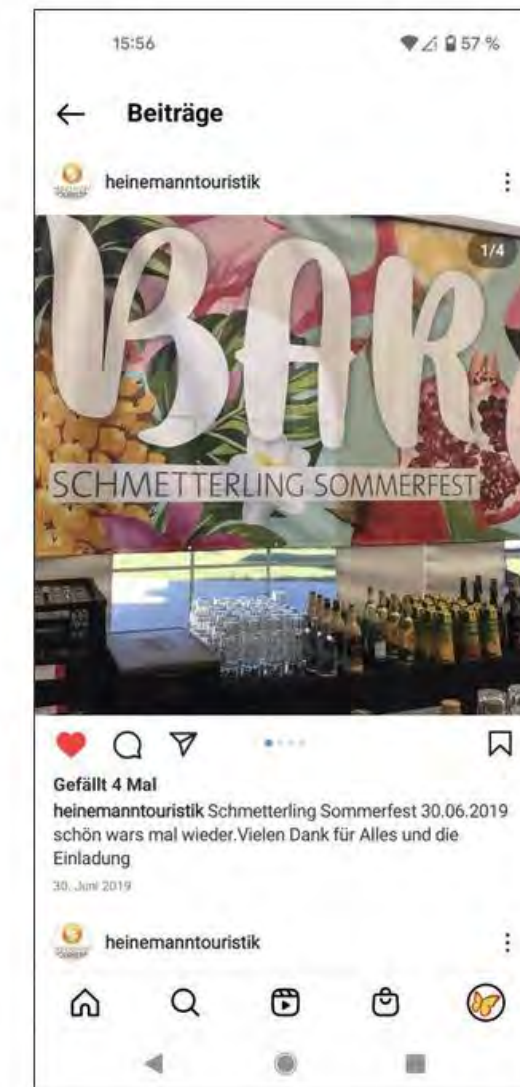 15:56
57 %
Beiträge
heinemanntouristik
1/4
BAR
SCHMETTERLING SOMMERFEST
Gefällt 4 Mal
heinemanntouristik Schmetterling Sommerfest 30.06.2019
schön wars mal wieder.Vielen Dank für Alles und die
Einladung
30. Juni 2019
heinemanntouristik